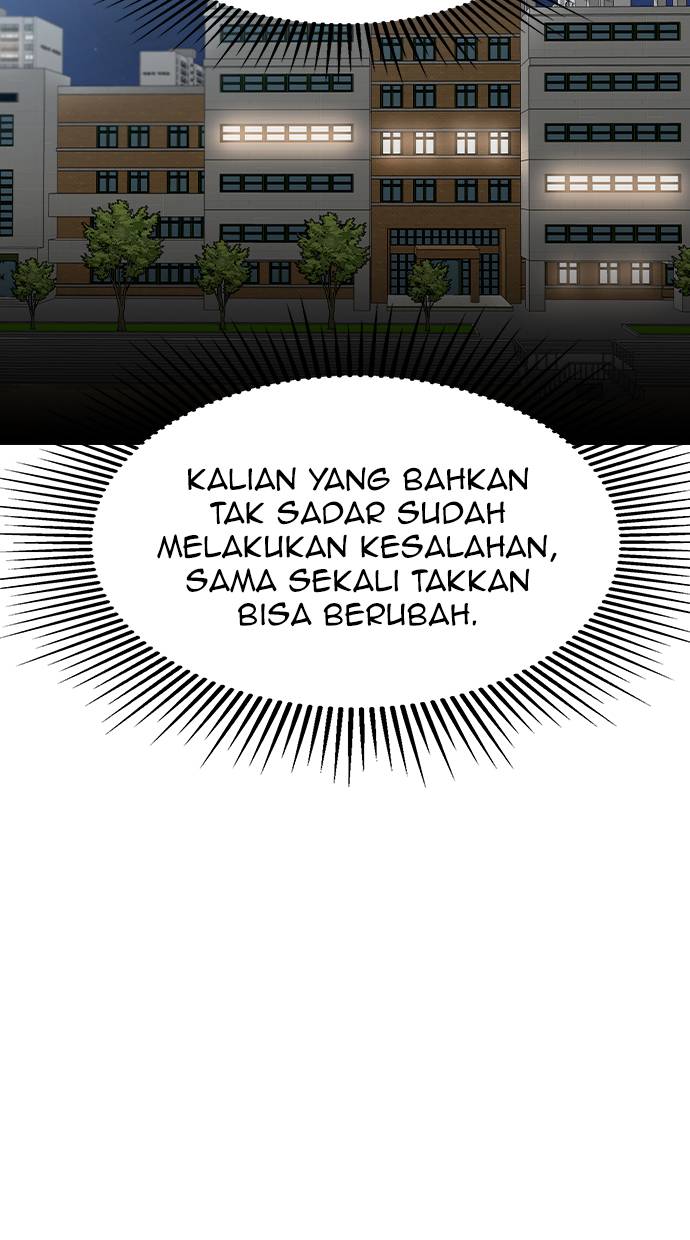 KALIAN YANG BAHKAN
TAK SADAR SUDAH
MELAKUKAN KESALAHAN,
SAMA SEKALI TAKKAN
BISA BERUBAH.